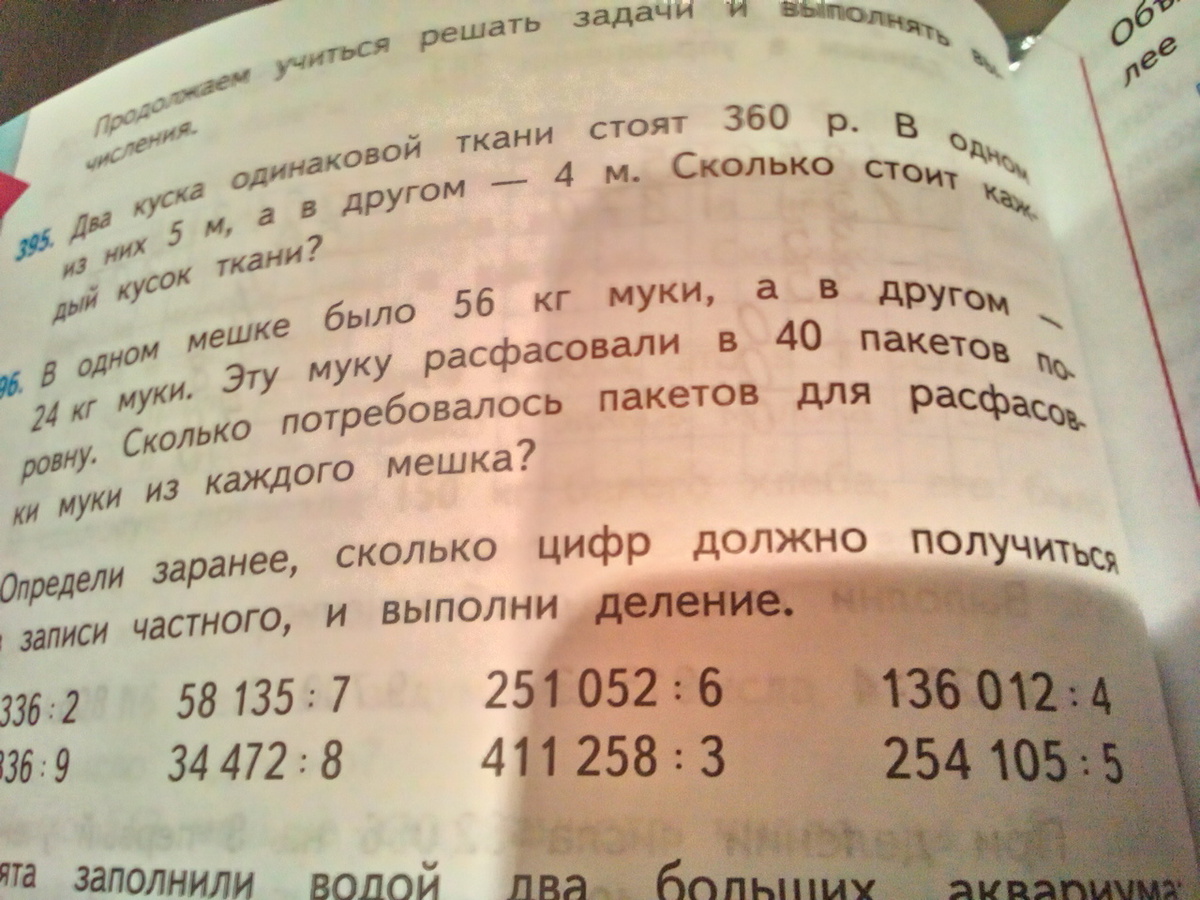 Продолжаем учиться решать задачи и выполнять вы-
числения.
395. Два куска одинаковой ткани стоят 360 р. В одном
из них 5 м, а в другом — 4 м. Сколько стоит каж-
дый кусок ткани?
96. В одном мешке было 56 кг муки, а в другом —
24 кг муки. Эту муку расфасовали в 40 пакетов по-
ровну. Сколько потребовалось пакетов для расфасов-
ки муки из каждого мешка?
Определи заранее, сколько цифр должно получиться
в записи частного, и выполни деление.
336 : 2 58 135 : 7 251 052 : 6 136 012 : 4
336 : 9 34 472 : 8 411 258 : 3 254 105 : 5
ята заполнили водой два больших аквариума:
Объ
лее